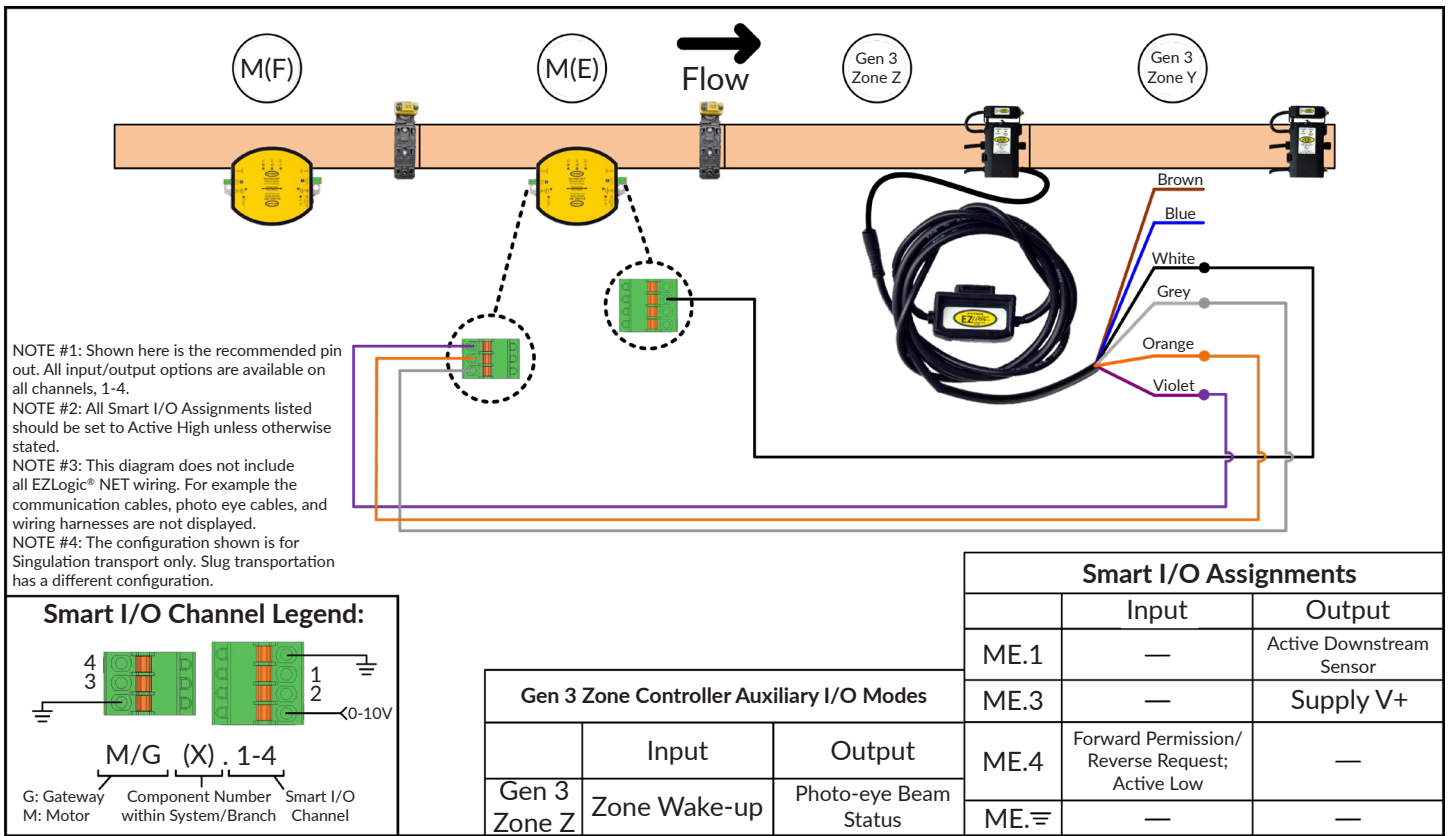 M(F)
M(E)
Flow
Gen 3
Zone Z
Gen 3
Zone Y
Brown
Blue
White
Grey
Orange
Violet
EZLOGIC
NOTE #1: Shown here is the recommended pin
out. All input/output options are available on
all channels, 1-4.
NOTE #2: All Smart I/O Assignments listed
should be set to Active High unless otherwise
stated.
NOTE #3: This diagram does not include
all EZLogic® NET wiring. For example the
communication cables, photo eye cables, and
wiring harnesses are not displayed.
NOTE #4: The configuration shown is for
Singulation transport only. Slug transportation
has a different configuration.
Smart I/O Channel Legend:
4
3
1
2
0-10V
M/G (X) . 1-4
G: Gateway
M: Motor
Component Number
within System/Branch
Smart I/O
Channel
Gen 3 Zone Controller Auxiliary I/O Modes
Input
Output
Gen 3
Zone Z
Zone Wake-up
Photo-eye Beam
Status
Smart I/O Assignments
Input
Output
ME.1
—
Active Downstream
Sensor
ME.3
—
Supply V+
ME.4
Forward Permission/
Reverse Request;
Active Low
—
ME.
—
—